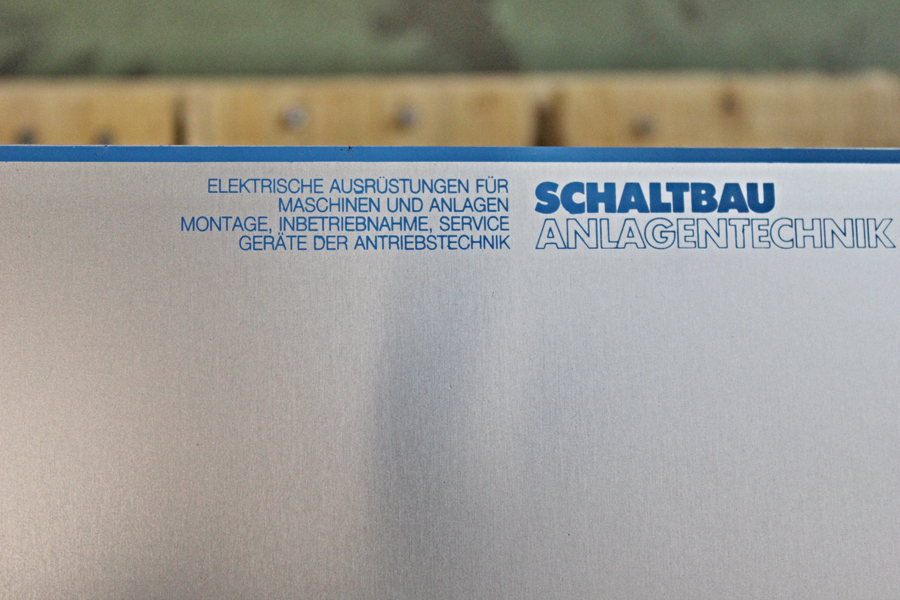 ELEKTRISCHE AUSRÜSTUNGEN FÜR
MASCHINEN UND ANLAGEN
MONTAGE, INBETRIEBNAHME, SERVICE
GERÄTE DER ANTRIEBSTECHNIK
SCHALTBAU
ANLAGENTECHNIK